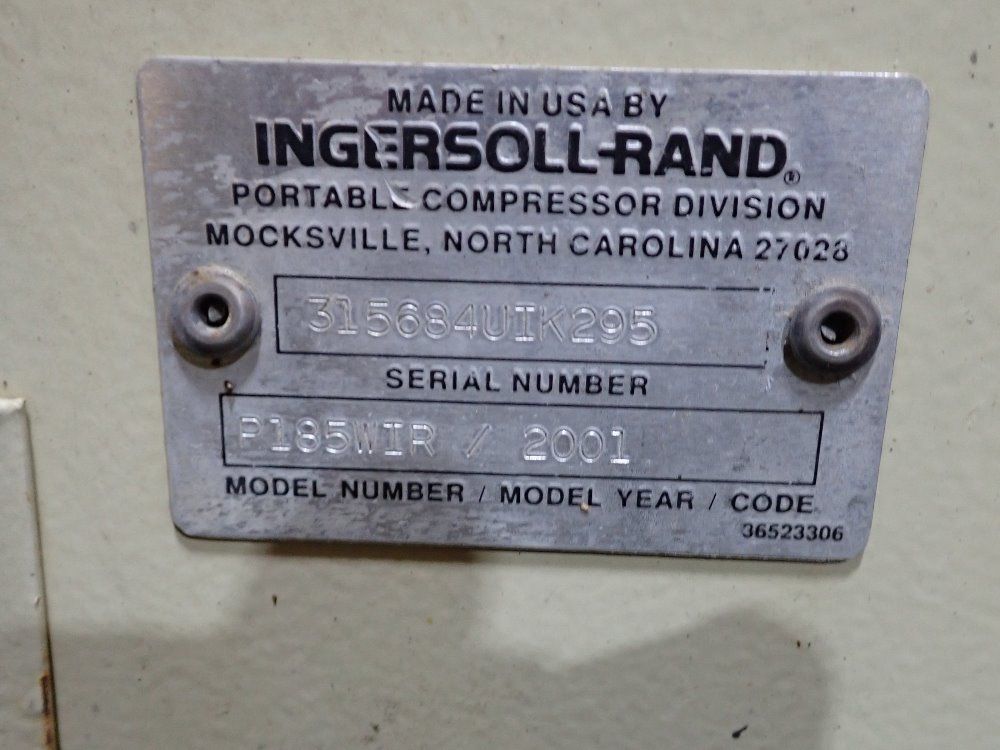 MADE IN USA BY
INGERSOLL-RAND®
PORTABLE COMPRESSOR DIVISION
MOCKSVILLE, NORTH CAROLINA 27028
315684UIK295
SERIAL NUMBER
P185WIR / 2001
MODEL NUMBER / MODEL YEAR / CODE
36523306